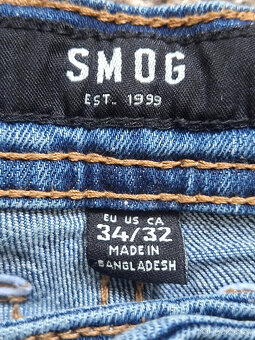 SMOG
EST. 1999
EU US CA
34/32
MADE IN
BANGLADESH